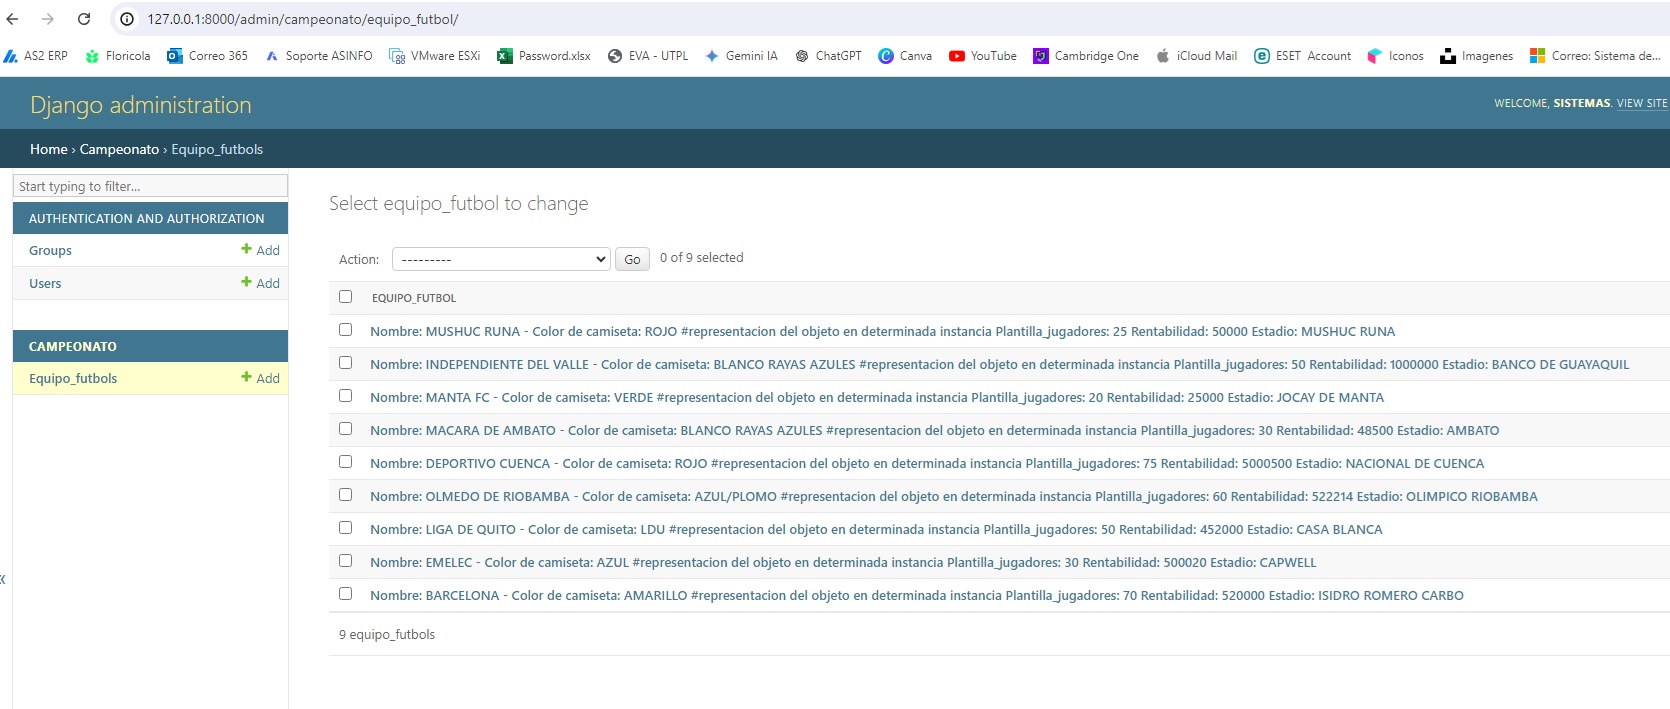 127.0.0.1:8000/admin/campeonato/equipo_futbol/
AS2 ERP Floricola Correo 365 Soporte ASINFO VMware ESXi Password.xlsx EVA - UTPL Gemini IA ChatGPT Canva YouTube Cambridge One iCloud Mail ESET Account Iconos Imagenes Correo: Sistema de...
Django administration
WELCOME, SISTEMAS. VIEW SITE
Home › Campeonato › Equipo_futbols
Start typing to filter...
AUTHENTICATION AND AUTHORIZATION
Groups + Add
Users + Add
CAMPEONATO
Equipo_futbols + Add
«
Select equipo_futbol to change
Action: --------- Go 0 of 9 selected
EQUIPO_FUTBOL
Nombre: MUSHUC RUNA - Color de camiseta: ROJO #representacion del objeto en determinada instancia Plantilla_jugadores: 25 Rentabilidad: 50000 Estadio: MUSHUC RUNA
Nombre: INDEPENDIENTE DEL VALLE - Color de camiseta: BLANCO RAYAS AZULES #representacion del objeto en determinada instancia Plantilla_jugadores: 50 Rentabilidad: 1000000 Estadio: BANCO DE GUAYAQUIL
Nombre: MANTA FC - Color de camiseta: VERDE #representacion del objeto en determinada instancia Plantilla_jugadores: 20 Rentabilidad: 25000 Estadio: JOCAY DE MANTA
Nombre: MACARA DE AMBATO - Color de camiseta: BLANCO RAYAS AZULES #representacion del objeto en determinada instancia Plantilla_jugadores: 30 Rentabilidad: 48500 Estadio: AMBATO
Nombre: DEPORTIVO CUENCA - Color de camiseta: ROJO #representacion del objeto en determinada instancia Plantilla_jugadores: 75 Rentabilidad: 5000500 Estadio: NACIONAL DE CUENCA
Nombre: OLMEDO DE RIOBAMBA - Color de camiseta: AZUL/PLOMO #representacion del objeto en determinada instancia Plantilla_jugadores: 60 Rentabilidad: 522214 Estadio: OLIMPICO RIOBAMBA
Nombre: LIGA DE QUITO - Color de camiseta: LDU #representacion del objeto en determinada instancia Plantilla_jugadores: 50 Rentabilidad: 452000 Estadio: CASA BLANCA
Nombre: EMELEC - Color de camiseta: AZUL #representacion del objeto en determinada instancia Plantilla_jugadores: 30 Rentabilidad: 500020 Estadio: CAPWELL
Nombre: BARCELONA - Color de camiseta: AMARILLO #representacion del objeto en determinada instancia Plantilla_jugadores: 70 Rentabilidad: 520000 Estadio: ISIDRO ROMERO CARBO
9 equipo_futbols